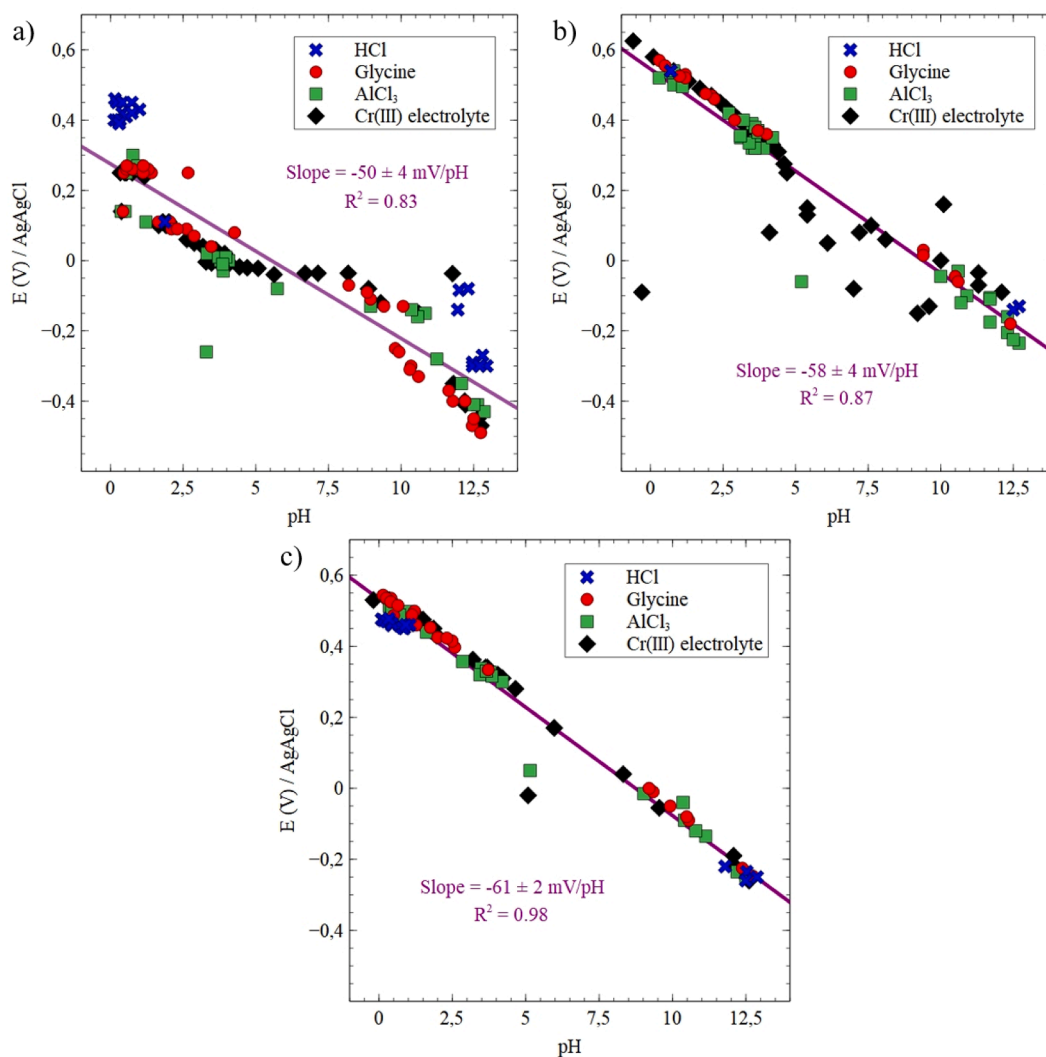 a)
0,6
0,4
0,2
0
−0,2
−0,4
E (V) / AgAgCl
HCl
Glycine
AlCl₃
Cr(III) electrolyte
Slope = -50 ± 4 mV/pH
R² = 0.83
0
2,5
5
7,5
10
12,5
pH
b)
0,6
0,4
0,2
0
−0,2
−0,4
E (V) / AgAgCl
HCl
Glycine
AlCl₃
Cr(III) electrolyte
Slope = -58 ± 4 mV/pH
R² = 0.87
0
2,5
5
7,5
10
12,5
pH
c)
0,6
0,4
0,2
0
−0,2
−0,4
E (V) / AgAgCl
HCl
Glycine
AlCl₃
Cr(III) electrolyte
Slope = -61 ± 2 mV/pH
R² = 0.98
0
2,5
5
7,5
10
12,5
pH